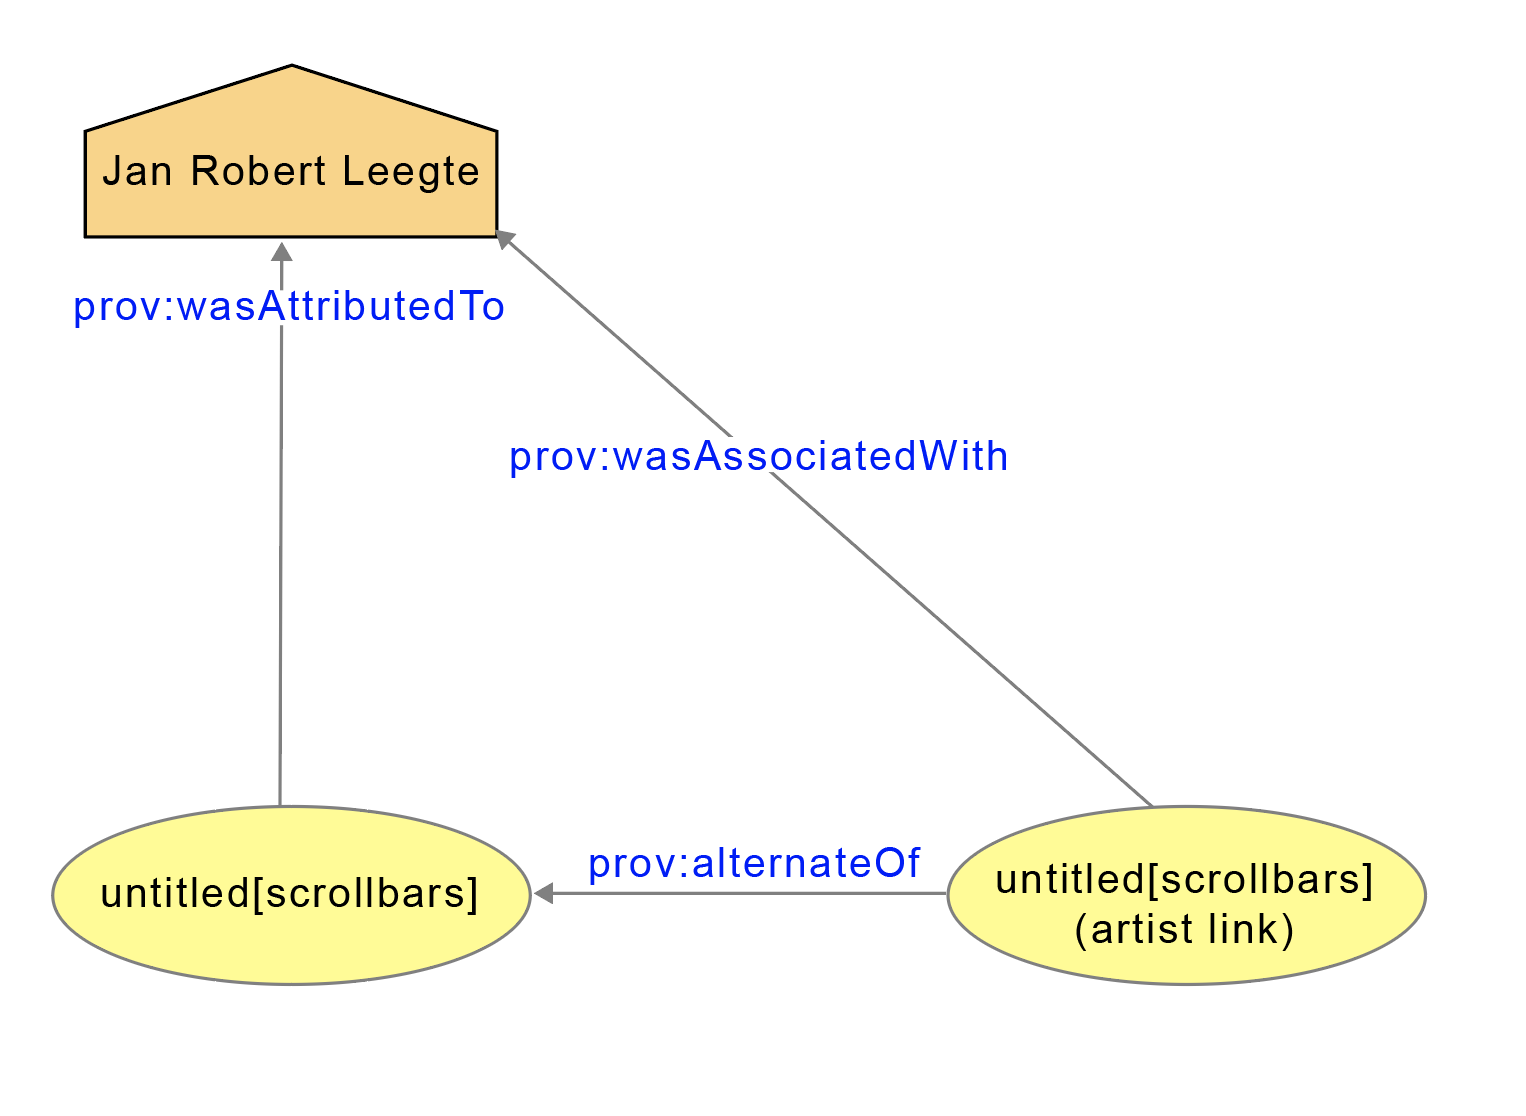 Jan Robert Leegte
prov:wasAttributedTo
prov:wasAssociatedWith
prov:alternateOf
untitled[scrollbars]
untitled[scrollbars]
(artist link)